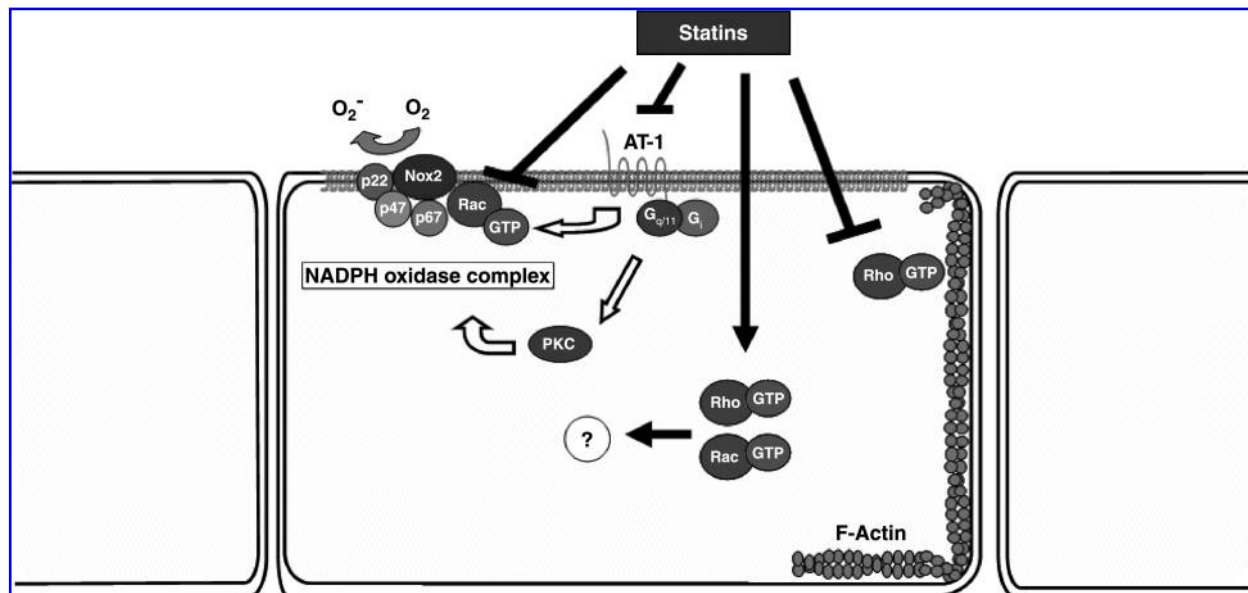 Statins
O₂⁻ O₂
AT-1
p22
Nox2
p47
p67
Rac
GTP
Gq/11
Gi
NADPH oxidase complex
Rho
GTP
PKC
Rho
GTP
?
Rac
GTP
F-Actin